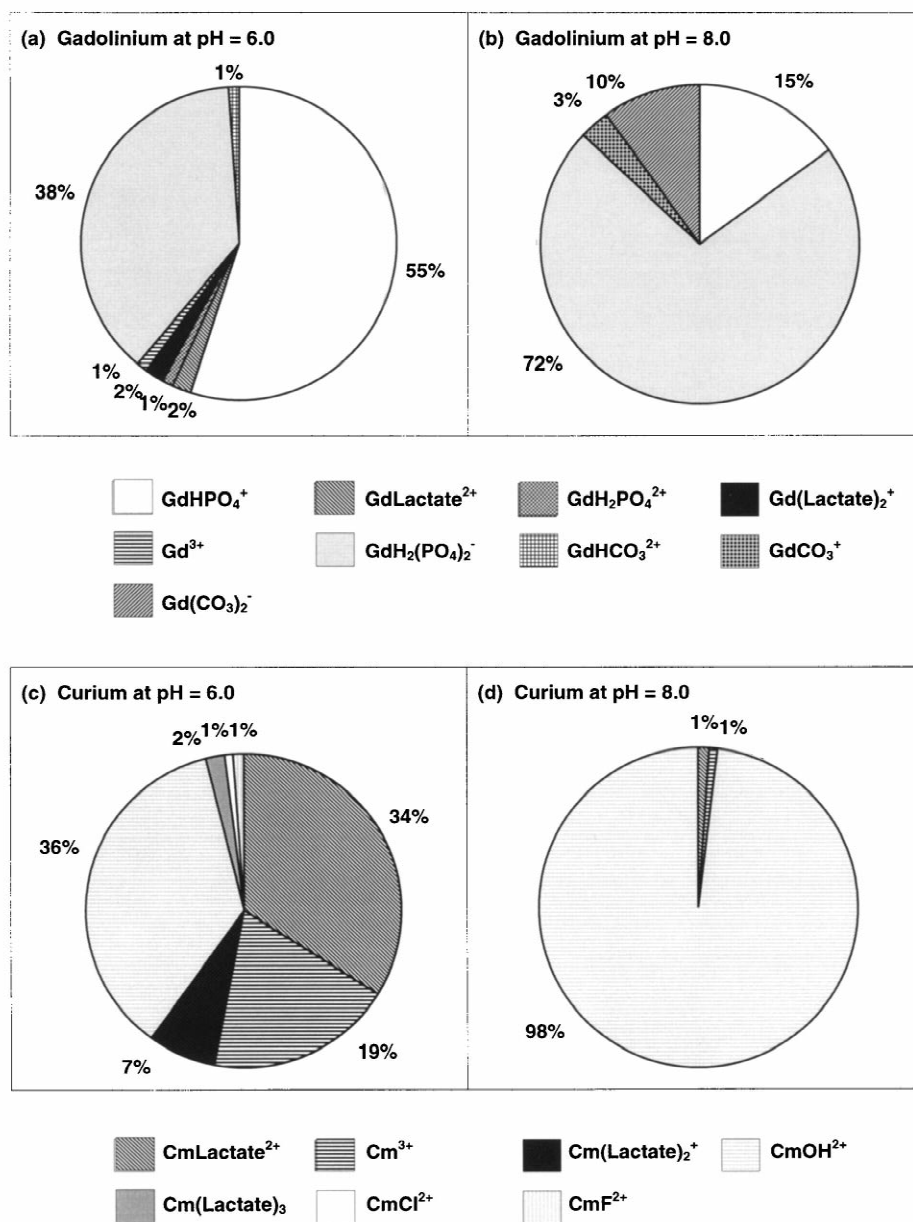 (a) Gadolinium at pH = 6.0
1%
38%
55%
1%
2%
1%
2%
(b) Gadolinium at pH = 8.0
10%
15%
3%
72%
GdHPO₄⁺
GdLactate²⁺
GdH₂PO₄²⁺
Gd(Lactate)₂⁺
Gd³⁺
GdH₂(PO₄)₂⁻
GdHCO₃²⁺
GdCO₃⁺
Gd(CO₃)₂⁻
(c) Curium at pH = 6.0
2%
1%
1%
34%
36%
19%
7%
(d) Curium at pH = 8.0
1%
1%
98%
CmLactate²⁺
Cm³⁺
Cm(Lactate)₂⁺
CmOH²⁺
Cm(Lactate)₃
CmCl²⁺
CmF²⁺